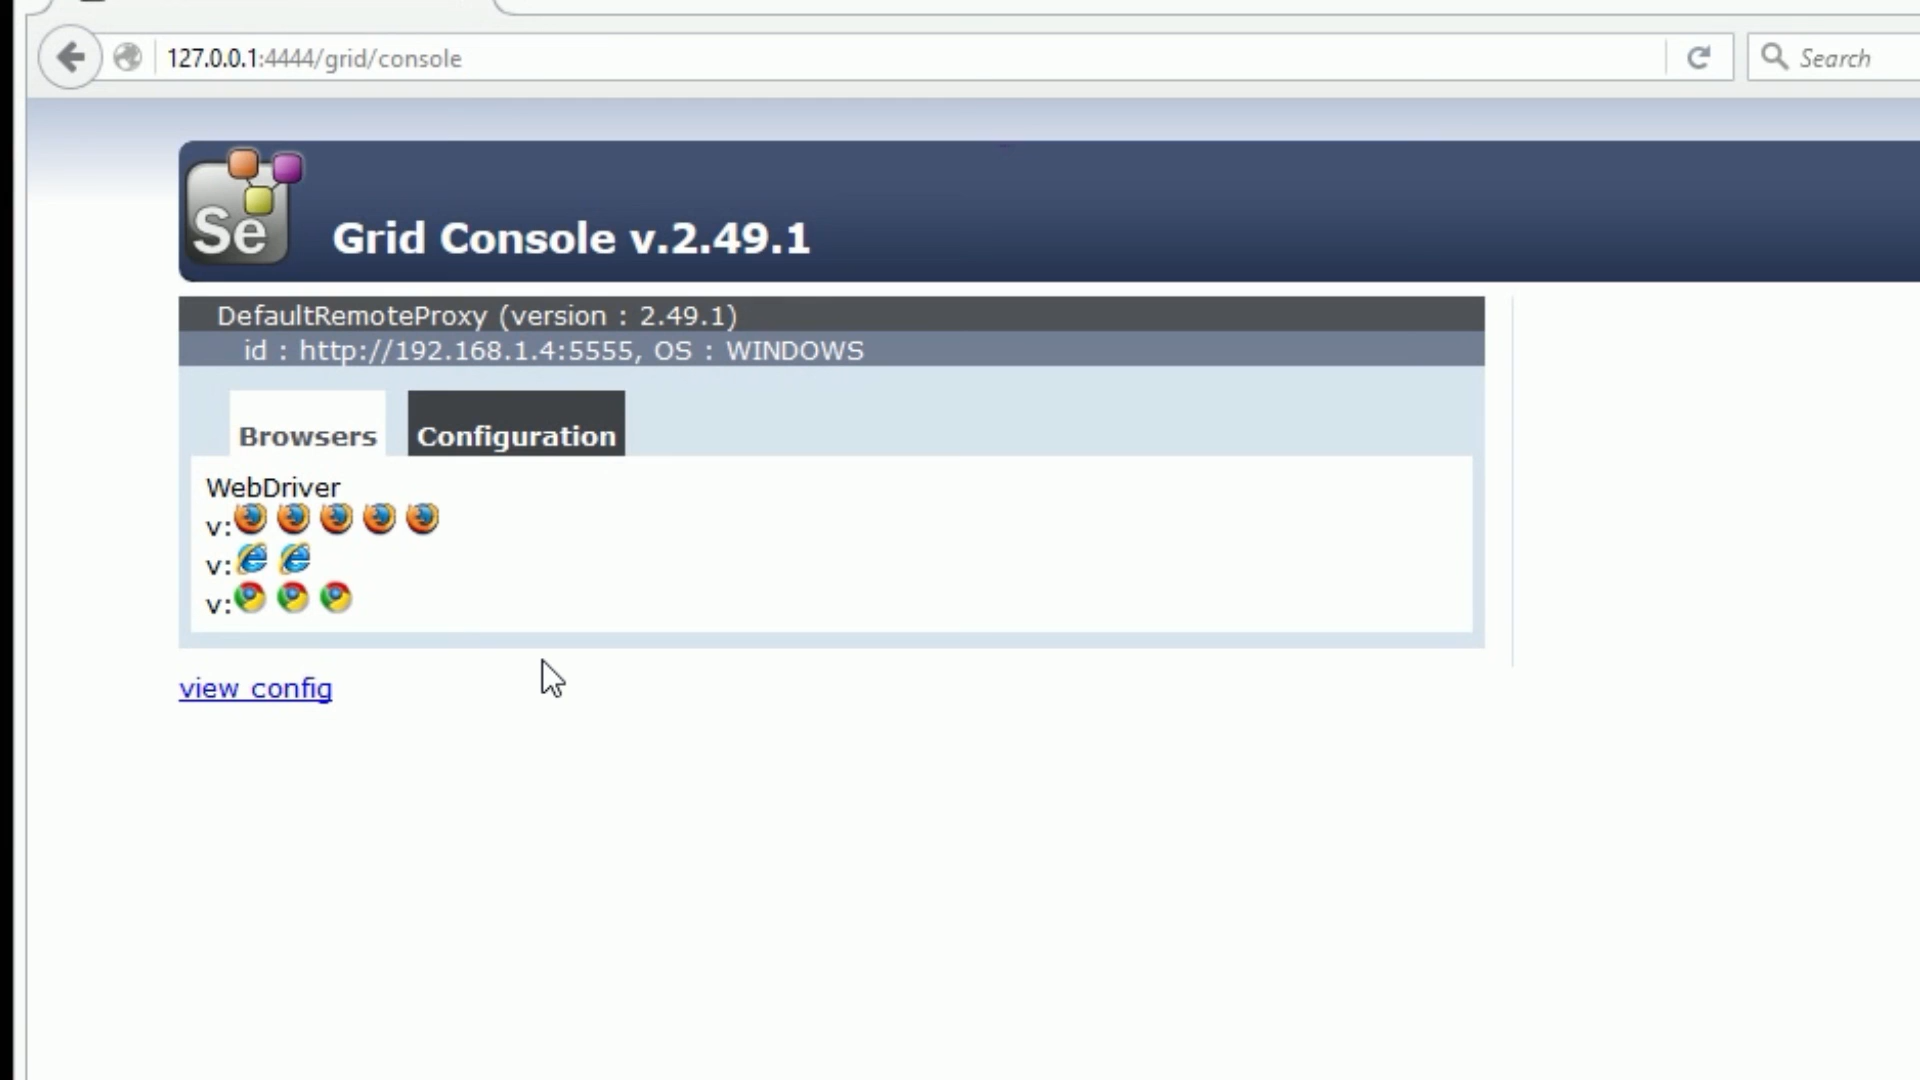 127.0.0.1:4444/grid/console
Search
Se
Grid Console v.2.49.1
DefaultRemoteProxy (version : 2.49.1)
id : http://192.168.1.4:5555, OS : WINDOWS
Browsers
Configuration
WebDriver
v:
v:
v:
view config